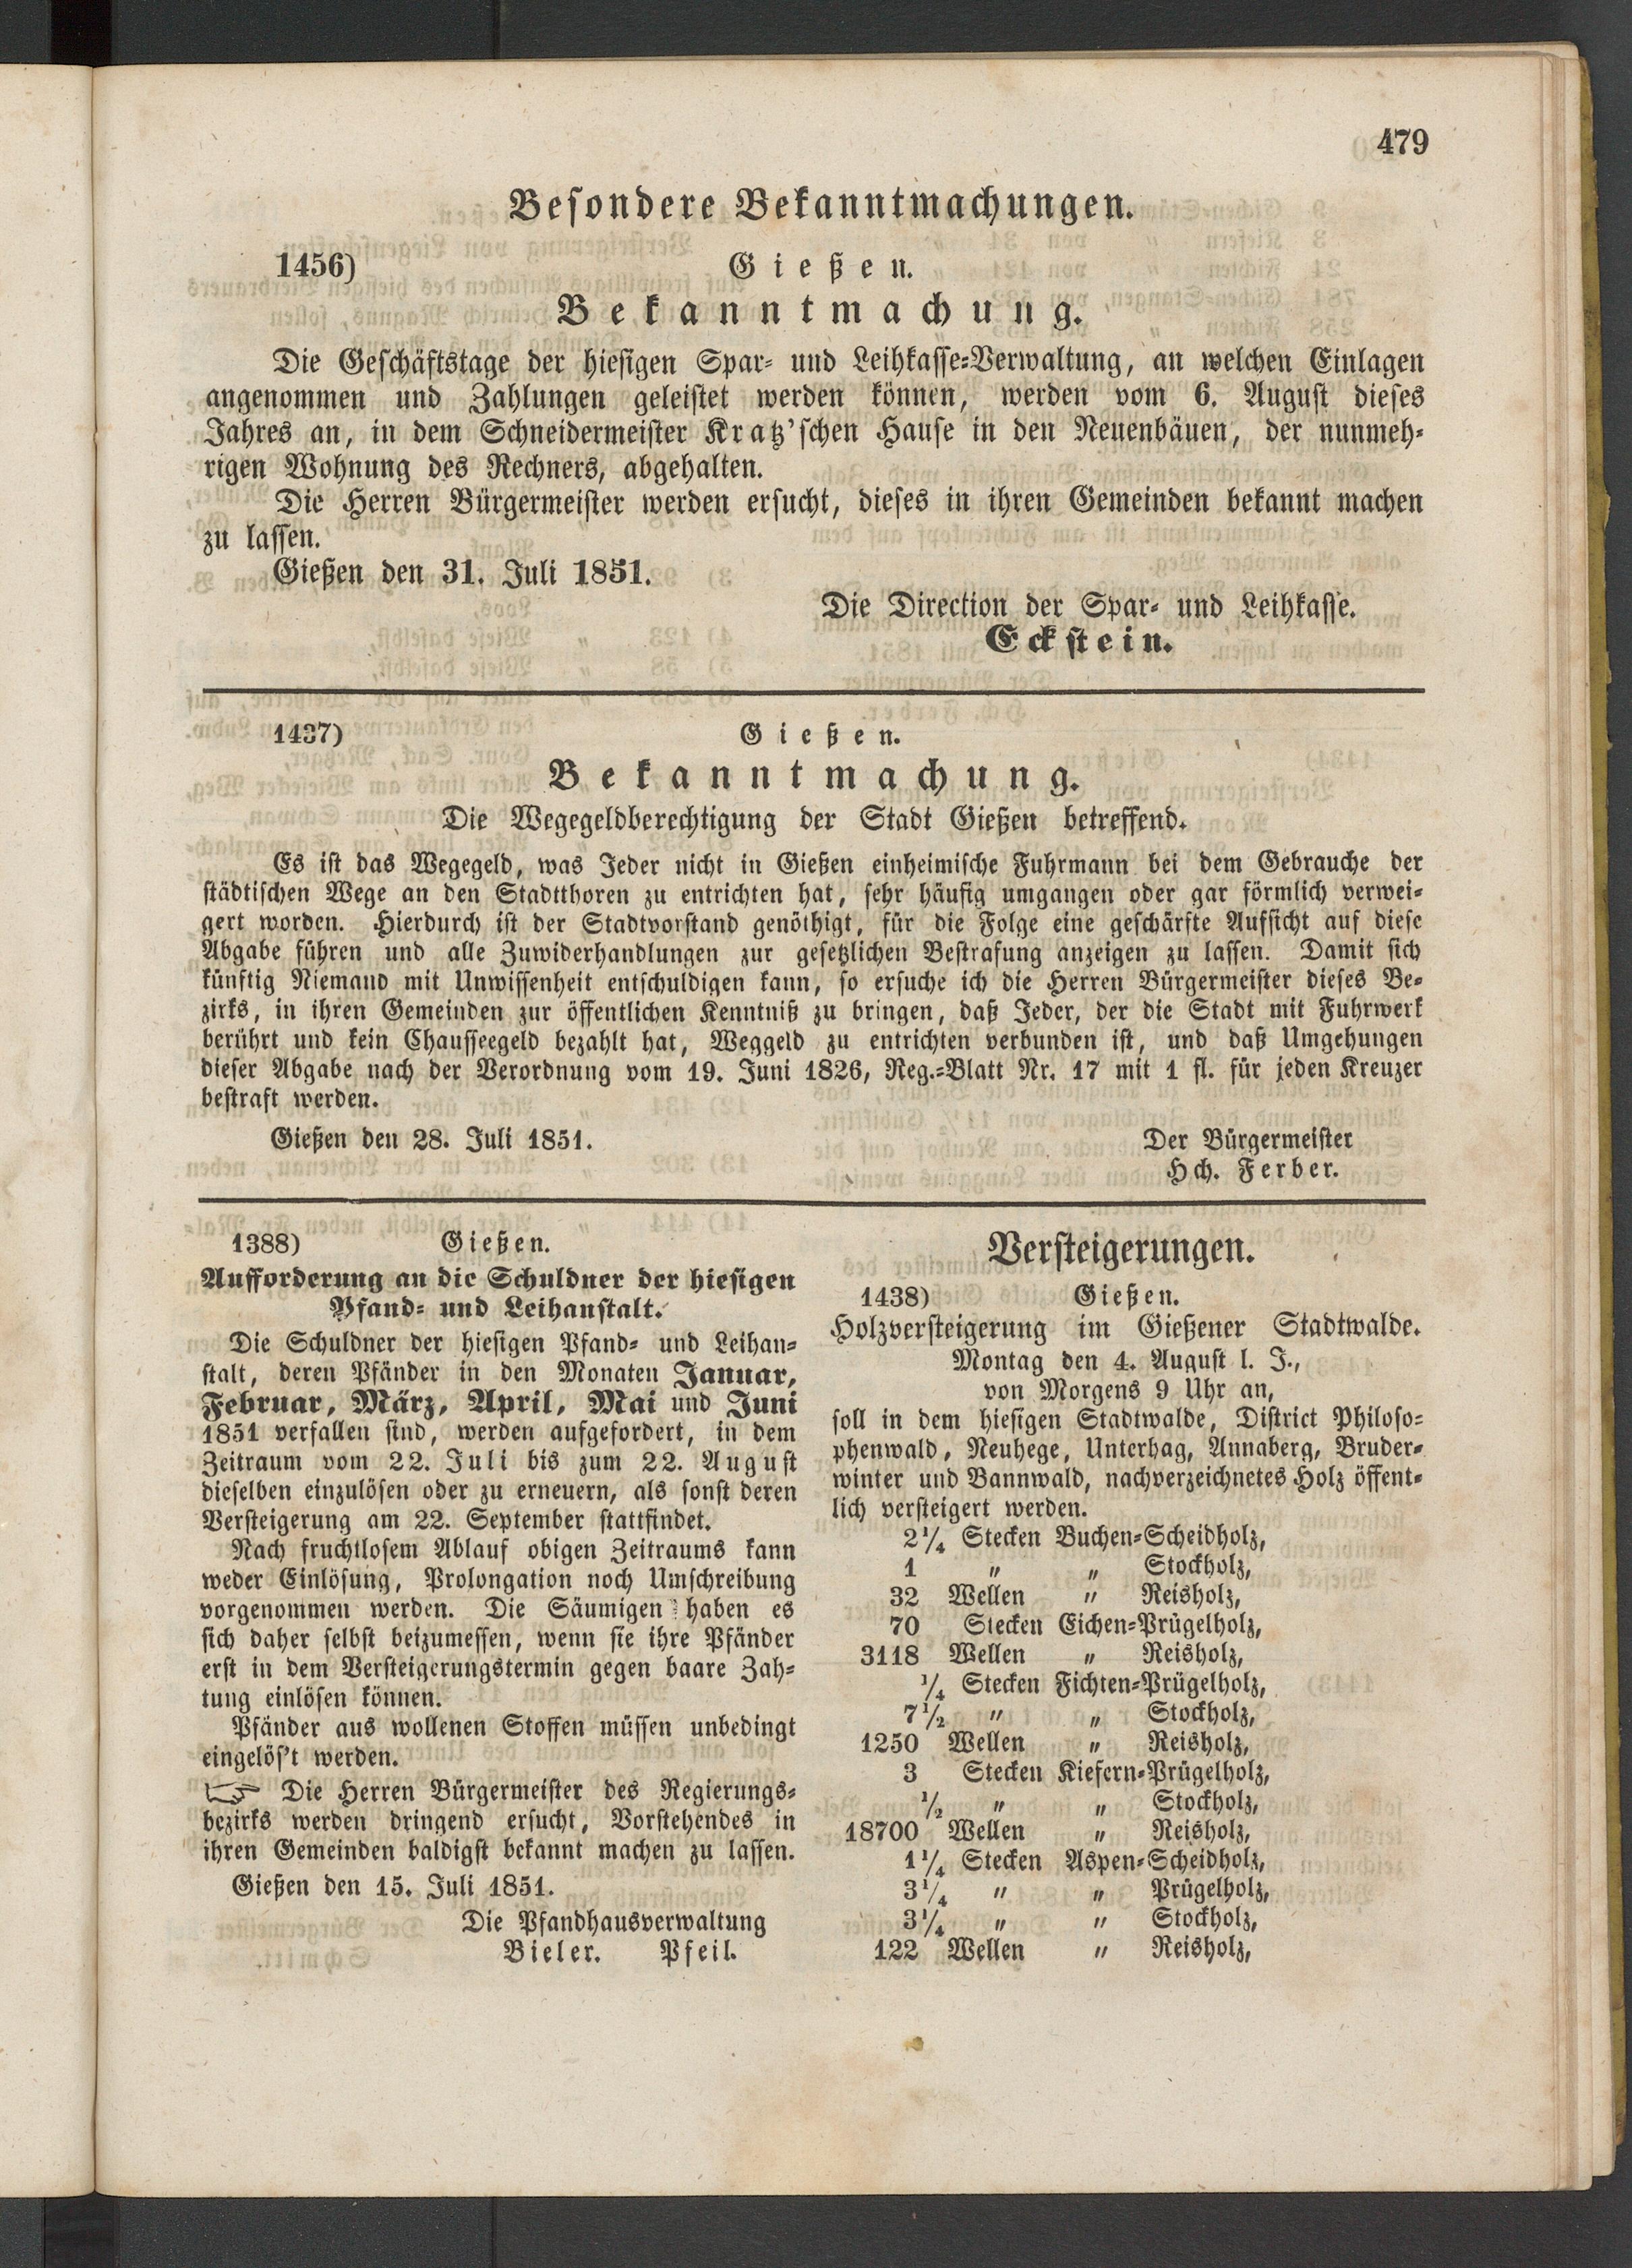 479
Besondere Bekanntmachungen.
1456) Gießen.
Bekanntmachung.
Die Geschäftstage der hiesigen Spar- und Leihkasse-Verwaltung, an welchen Einlagen
angenommen und Zahlungen geleistet werden können, werden vom 6. August dieses
Jahres an, in dem Schneidermeister Kratz'schen Hause in den Neuenbäuen, der nunmeh-
rigen Wohnung des Rechners, abgehalten.
Die Herren Bürgermeister werden ersucht, dieses in ihren Gemeinden bekannt machen
zu lassen.
Gießen den 31. Juli 1851.
Die Direction der Spar- und Leihkasse.
Eckstein.
1437) Gießen.
Bekanntmachung.
Die Wegegeldberechtigung der Stadt Gießen betreffend.
Es ist das Wegegeld, was Jeder nicht in Gießen einheimische Fuhrmann bei dem Gebrauche der
städtischen Wege an den Stadtthoren zu entrichten hat, sehr häufig umgangen oder gar förmlich verwei-
gert worden. Hierdurch ist der Stadtvorstand genöthigt, für die Folge eine geschärfte Aufsicht auf diese
Abgabe führen und alle Zuwiderhandlungen zur gesetzlichen Bestrafung anzeigen zu lassen. Damit sich
künftig Niemand mit Unwissenheit entschuldigen kann, so ersuche ich die Herren Bürgermeister dieses Be-
zirks, in ihren Gemeinden zur öffentlichen Kenntniß zu bringen, daß Jeder, der die Stadt mit Fuhrwerk
berührt und kein Chausseegeld bezahlt hat, Weggeld zu entrichten verbunden ist, und daß Umgehungen
dieser Abgabe nach der Verordnung vom 19. Juni 1826, Reg.-Blatt Nr. 17 mit 1 fl. für jeden Kreuzer
bestraft werden.
Gießen den 28. Juli 1851. Der Bürgermeister
Hch. Ferber.
1388) Gießen.
Aufforderung an die Schuldner der hiesigen
Pfand- und Leihanstalt.
Die Schuldner der hiesigen Pfand- und Leihan-
stalt, deren Pfänder in den Monaten Januar,
Februar, März, April, Mai und Juni
1851 verfallen sind, werden aufgefordert, in dem
Zeitraum vom 22. Juli bis zum 22. August
dieselben einzulösen oder zu erneuern, als sonst deren
Versteigerung am 22. September stattfindet.
Nach fruchtlosem Ablauf obigen Zeitraums kann
weder Einlösung, Prolongation noch Umschreibung
vorgenommen werden. Die Säumigen haben es
sich daher selbst beizumessen, wenn sie ihre Pfänder
erst in dem Versteigerungstermin gegen baare Zah-
tung einlösen können.
Pfänder aus wollenen Stoffen müssen unbedingt
eingelös't werden.
☞ Die Herren Bürgermeister des Regierungs-
bezirks werden dringend ersucht, Vorstehendes in
ihren Gemeinden baldigst bekannt machen zu lassen.
Gießen den 15. Juli 1851.
Die Pfandhausverwaltung
Bieler. Pfeil.
Versteigerungen.
1438) Gießen.
Holzversteigerung im Gießener Stadtwalde.
Montag den 4. August l. J.,
von Morgens 9 Uhr an,
soll in dem hiesigen Stadtwalde, District Philoso-
phenwald, Neuhege, Unterhag, Annaberg, Bruder-
winter und Bannwald, nachverzeichnetes Holz öffent-
lich versteigert werden.
2¼ Stecken Buchen-Scheidholz,
1 " " Stockholz,
32 Wellen " Reisholz,
70 Stecken Eichen-Prügelholz,
3118 Wellen " Reisholz,
¼ Stecken Fichten-Prügelholz,
7½ " " Stockholz,
1250 Wellen " Reisholz,
3 Stecken Kiefern-Prügelholz,
½ " " Stockholz,
18700 Wellen " Reisholz,
1¼ Stecken Aspen-Scheidholz,
3¼ " " Prügelholz,
3¼ " " Stockholz,
122 Wellen " Reisholz,